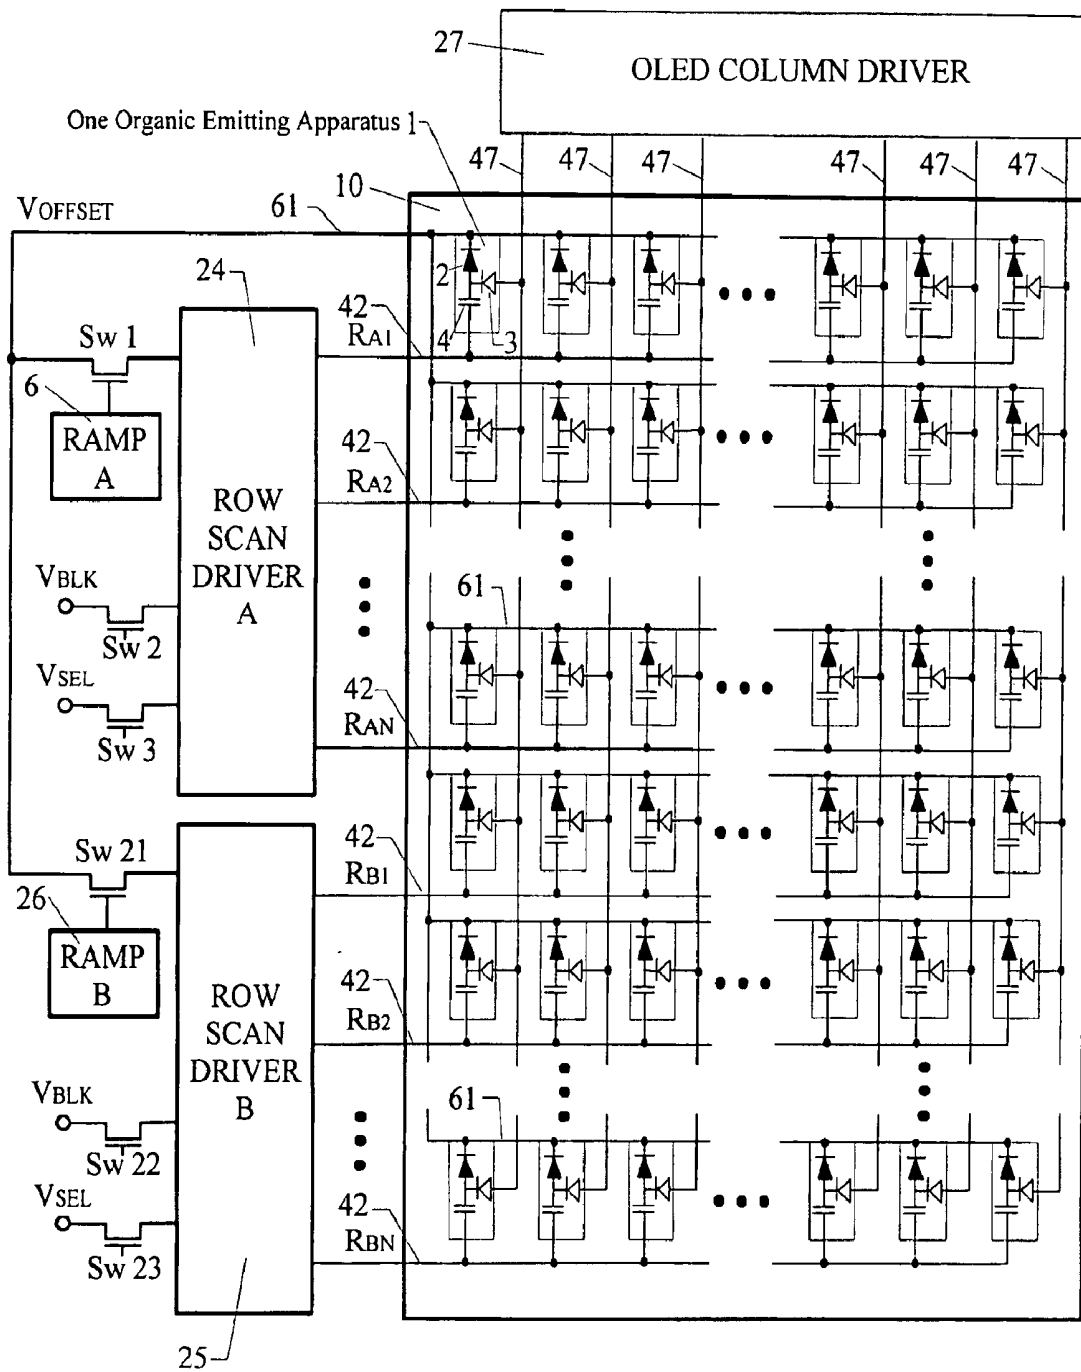 27
OLED COLUMN DRIVER
One Organic Emitting Apparatus 1
47 47 47 47 47 47
10
VOFFSET
61
24
2
42
4
3
RA1
Sw 1
6
RAMP
A
42
RA2
ROW
SCAN
DRIVER
A
VBLK
Sw 2
61
VSEL
Sw 3
42
RAN
Sw 21
42
RB1
26
RAMP
B
42
RB2
ROW
SCAN
DRIVER
B
VBLK
Sw 22
61
VSEL
Sw 23
42
RBN
25